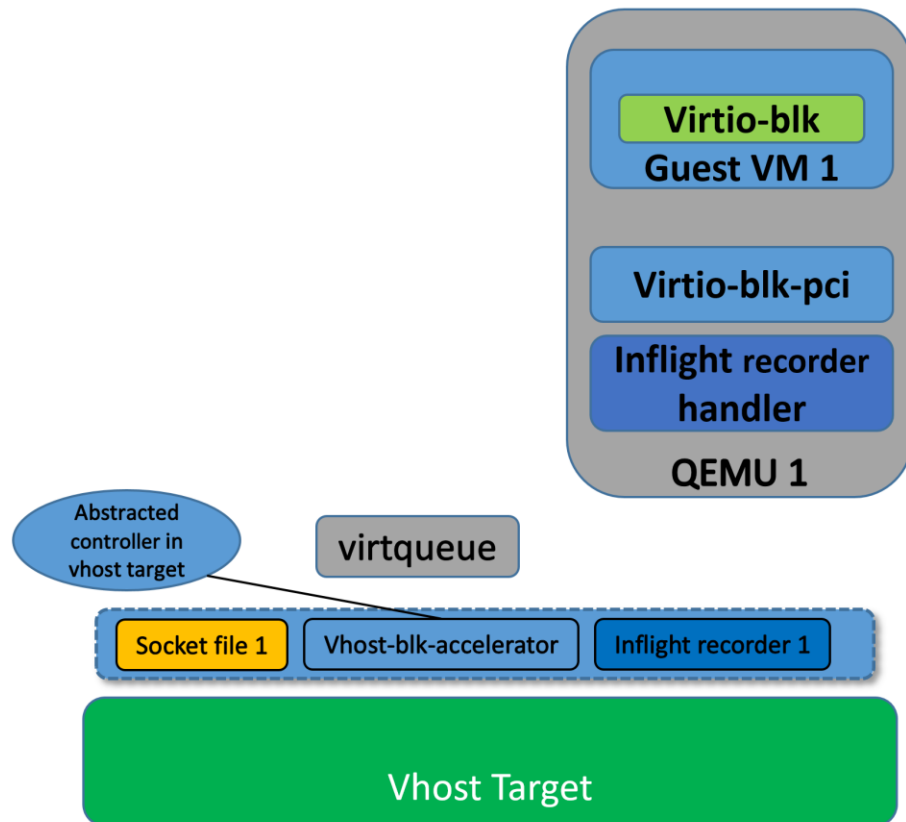 Virtio-blk
Guest VM 1
Virtio-blk-pci
Inflight recorder
handler
QEMU 1
Abstracted
controller in
vhost target
virtqueue
Socket file 1
Vhost-blk-accelerator
Inflight recorder 1
Vhost Target